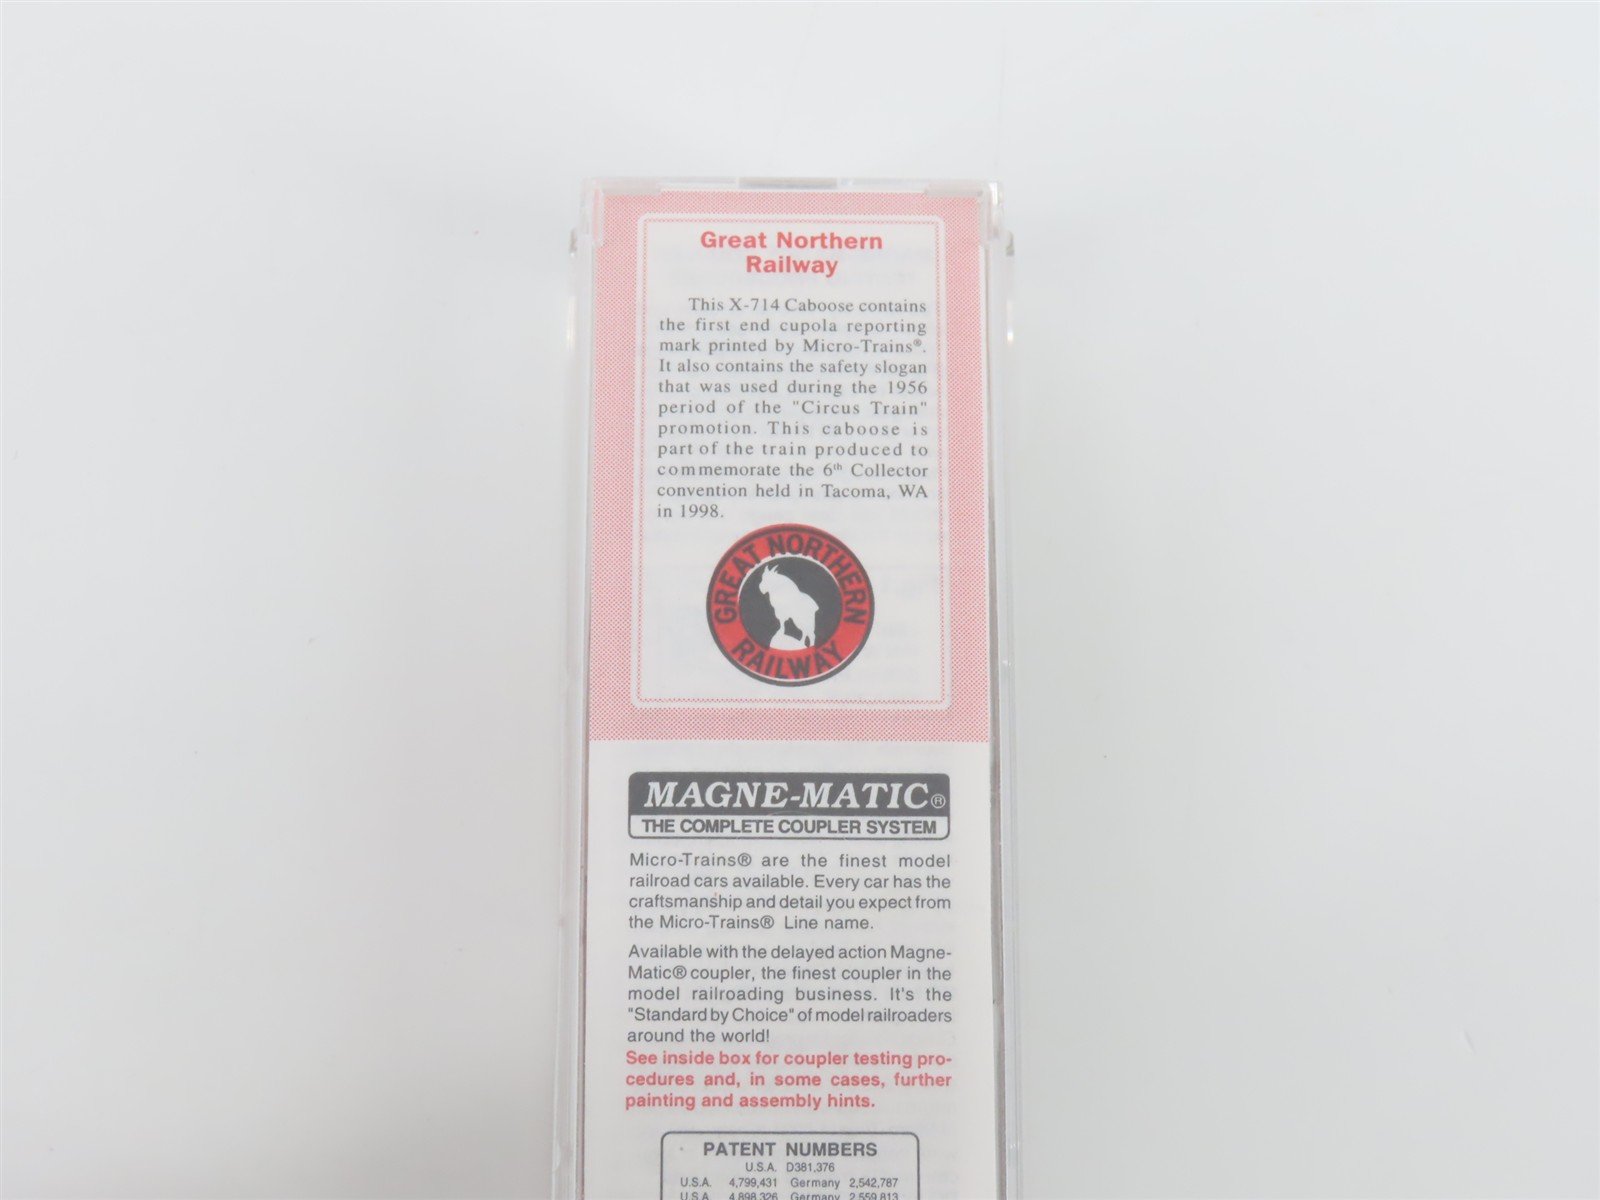 Great Northern
Railway
This X-714 Caboose contains
the first end cupola reporting
mark printed by Micro-Trains®.
It also contains the safety slogan
that was used during the 1956
period of the "Circus Train"
promotion. This caboose is
part of the train produced to
commemorate the 6th Collector
convention held in Tacoma, WA
in 1998.
GREAT NORTHERN
RAILWAY
MAGNE-MATIC®
THE COMPLETE COUPLER SYSTEM
Micro-Trains® are the finest model
railroad cars available. Every car has the
craftsmanship and detail you expect from
the Micro-Trains® Line name.
Available with the delayed action Magne-
Matic® coupler, the finest coupler in the
model railroading business. It's the
"Standard by Choice" of model railroaders
around the world!
See inside box for coupler testing pro-
cedures and, in some cases, further
painting and assembly hints.
PATENT NUMBERS
U.S.A. D381,376
U.S.A. 4,799,431 Germany 2,542,787
U.S.A. 4,898,326 Germany 2,559,813